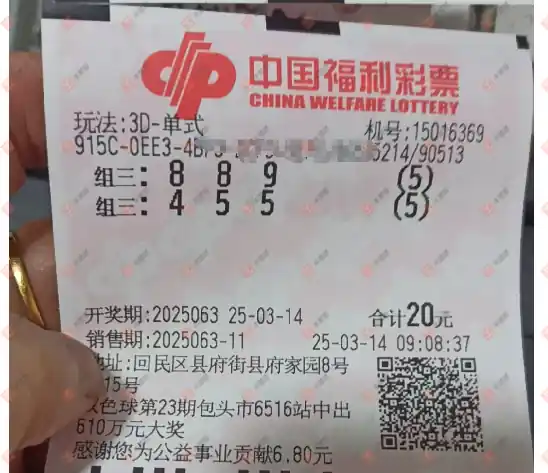 中国福利彩票
CHINA WELFARE LOTTERY
玩法:3D-单式 机号:15016369
915C-0EE3-4 5214/90513
组三: 8 8 9 (5)
组三: 4 5 5 (5)
开奖期:2025063 25-03-14 合计20元
销售期:2025063-11 25-03-14 09:08:37
地址:回民区县府街县府家园8号
15号
色球第23期包头市6516站中出
610万元大奖
感谢您为公益事业贡献6.80元